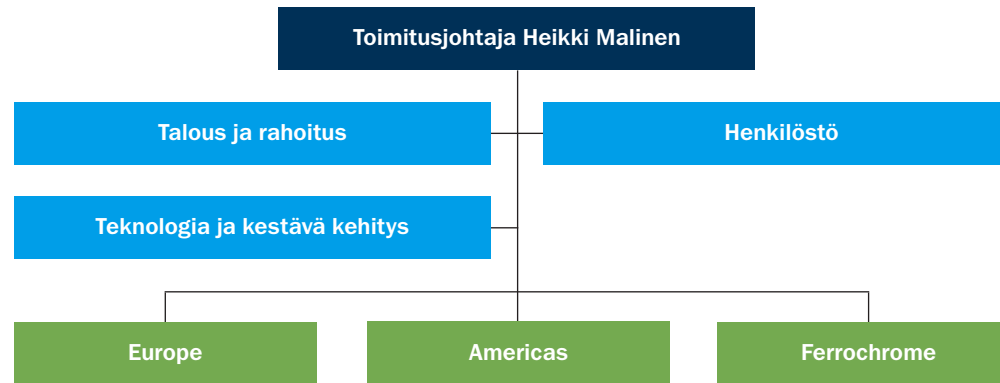 Toimitusjohtaja Heikki Malinen
Talous ja rahoitus
Henkilöstö
Teknologia ja kestävä kehitys
Europe
Americas
Ferrochrome